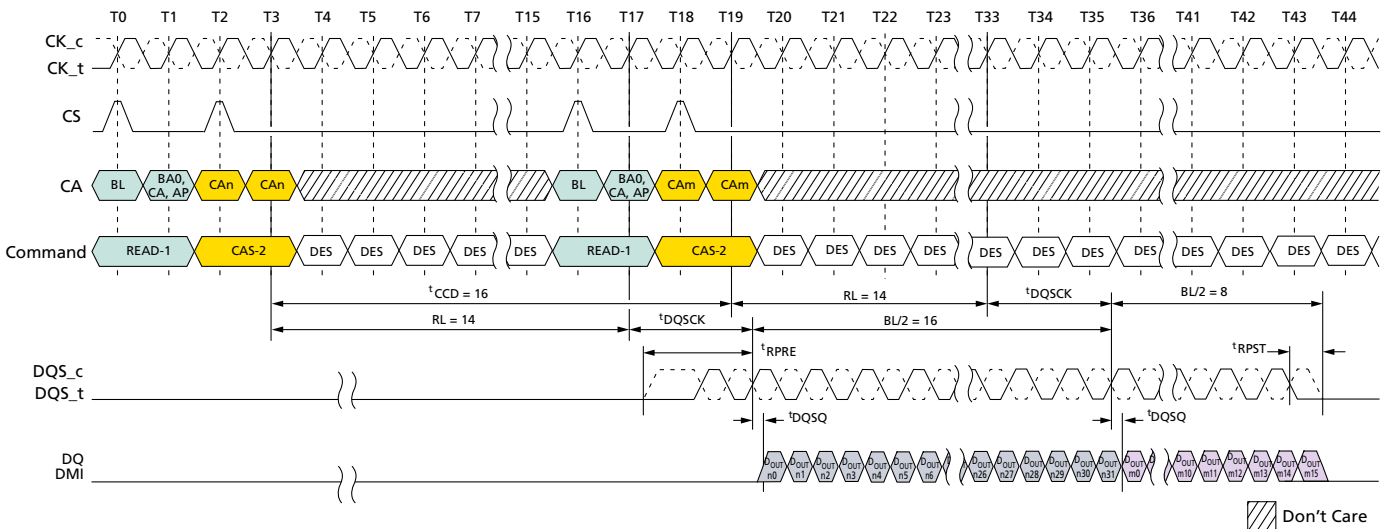 T0 T1 T2 T3 T4 T5 T6 T7 T15 T16 T17 T18 T19 T20 T21 T22 T23 T33 T34 T35 T36 T41 T42 T43 T44
CK_c
CK_t
CS
CA BL BA0, CA, AP CAn CAn BL BA0, CA, AP CAm CAm
Command READ-1 CAS-2 DES DES DES DES DES READ-1 CAS-2 DES DES DES DES DES DES DES DES DES DES DES DES
tCCD = 16 RL = 14 tDQSCK BL/2 = 8
RL = 14 tDQSCK BL/2 = 16
tRPRE tRPST
DQS_c
DQS_t
tDQSQ tDQSQ
DQ
DMI
DOUT n0 DOUT n1 DOUT n2 DOUT n3 DOUT n4 DOUT n5 DOUT n6 DOUT n26 DOUT n27 DOUT n28 DOUT n29 DOUT n30 DOUT n31 DOUT m0 DOUT m10 DOUT m11 DOUT m12 DOUT m13 DOUT m14 DOUT m15
Don't Care